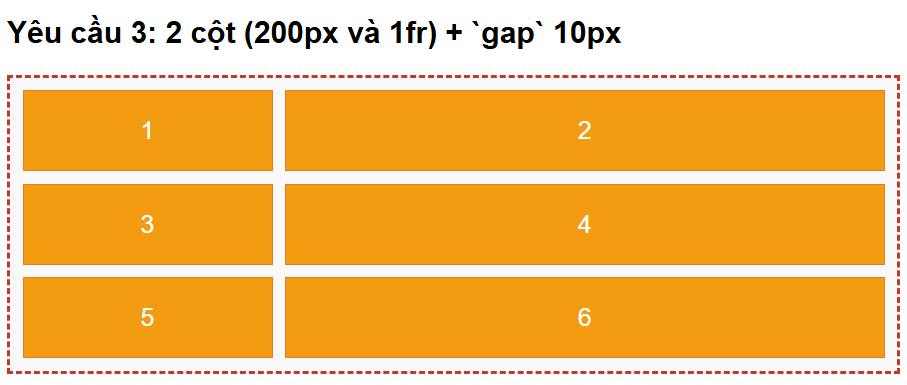 Yêu cầu 3: 2 cột (200px và 1fr) + `gap` 10px
1 2
3 4
5 6